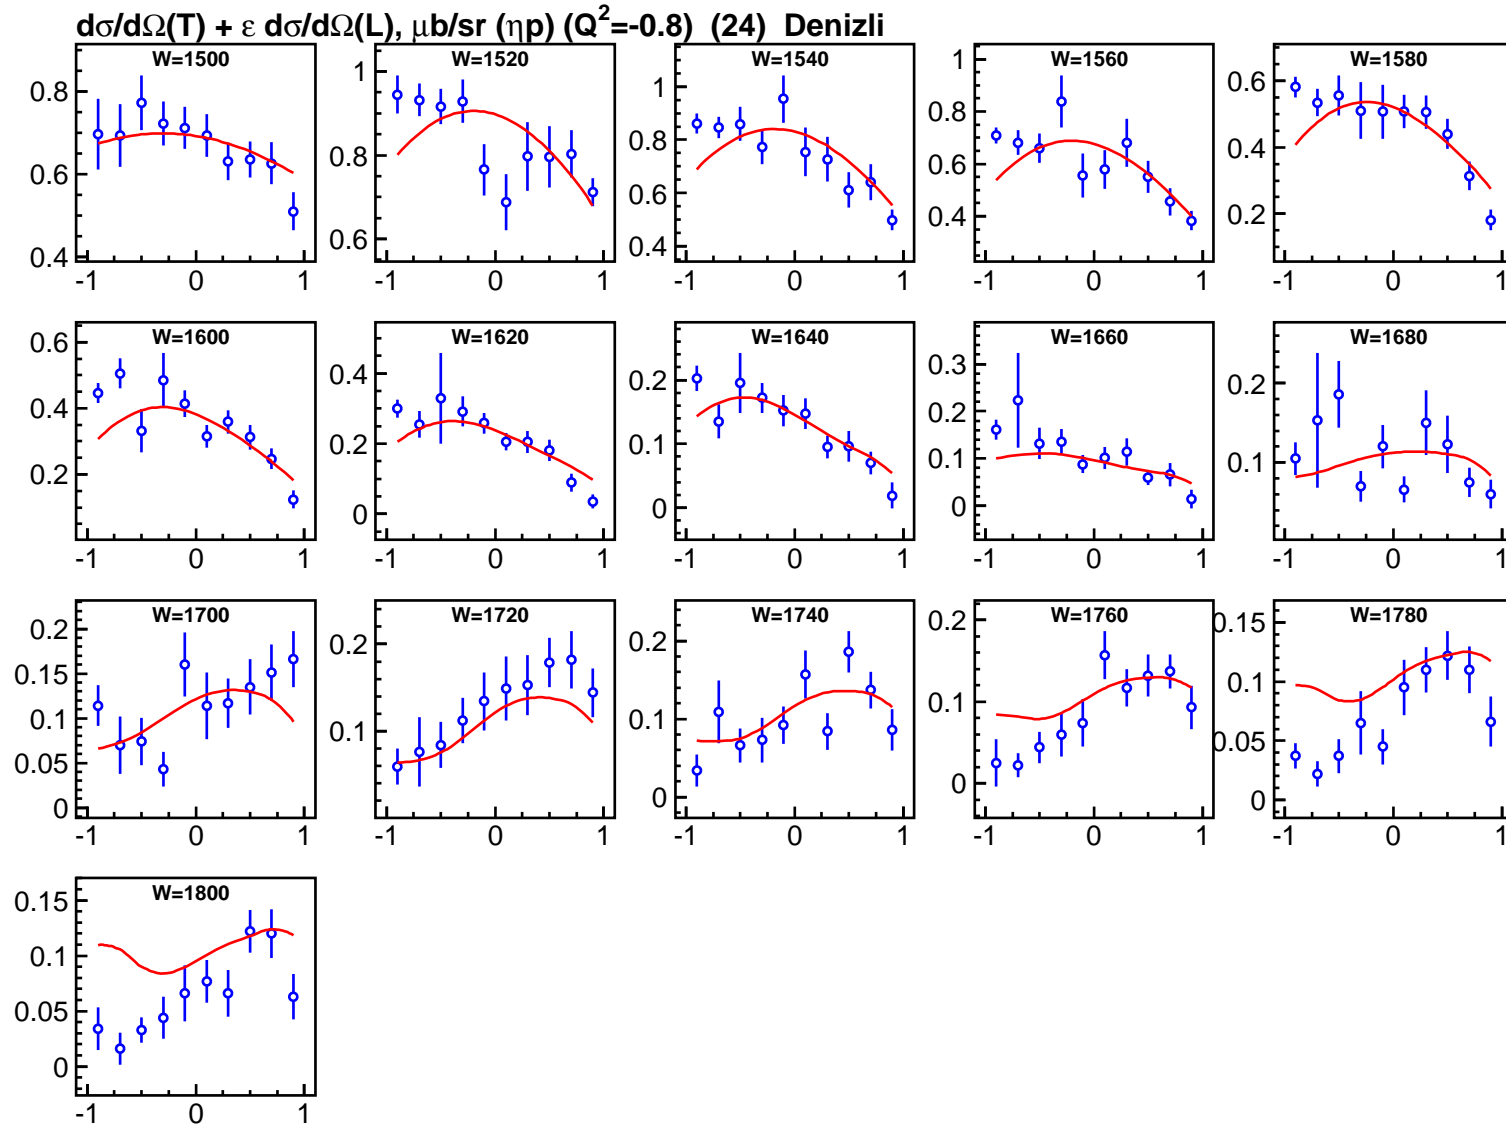 dσ/dΩ(T) + ε dσ/dΩ(L), μb/sr (ηp) (Q²=-0.8) (24) Denizli
W=1500 W=1520 W=1540 W=1560 W=1580
0.8 0.6 0.4 1 0.8 0.6 1 0.8 0.6 0.4 1 0.8 0.6 0.4 0.6 0.4 0.2
-1 0 1 -1 0 1 -1 0 1 -1 0 1 -1 0 1
W=1600 W=1620 W=1640 W=1660 W=1680
0.6 0.4 0.2 0.4 0.2 0 0.2 0.1 0 0.3 0.2 0.1 0 0.2 0.1
-1 0 1 -1 0 1 -1 0 1 -1 0 1 -1 0 1
W=1700 W=1720 W=1740 W=1760 W=1780
0.2 0.15 0.1 0.05 0 0.2 0.1 0.2 0.1 0 0.2 0.1 0 0.15 0.1 0.05 0
-1 0 1 -1 0 1 -1 0 1 -1 0 1 -1 0 1
W=1800
0.15 0.1 0.05 0
-1 0 1